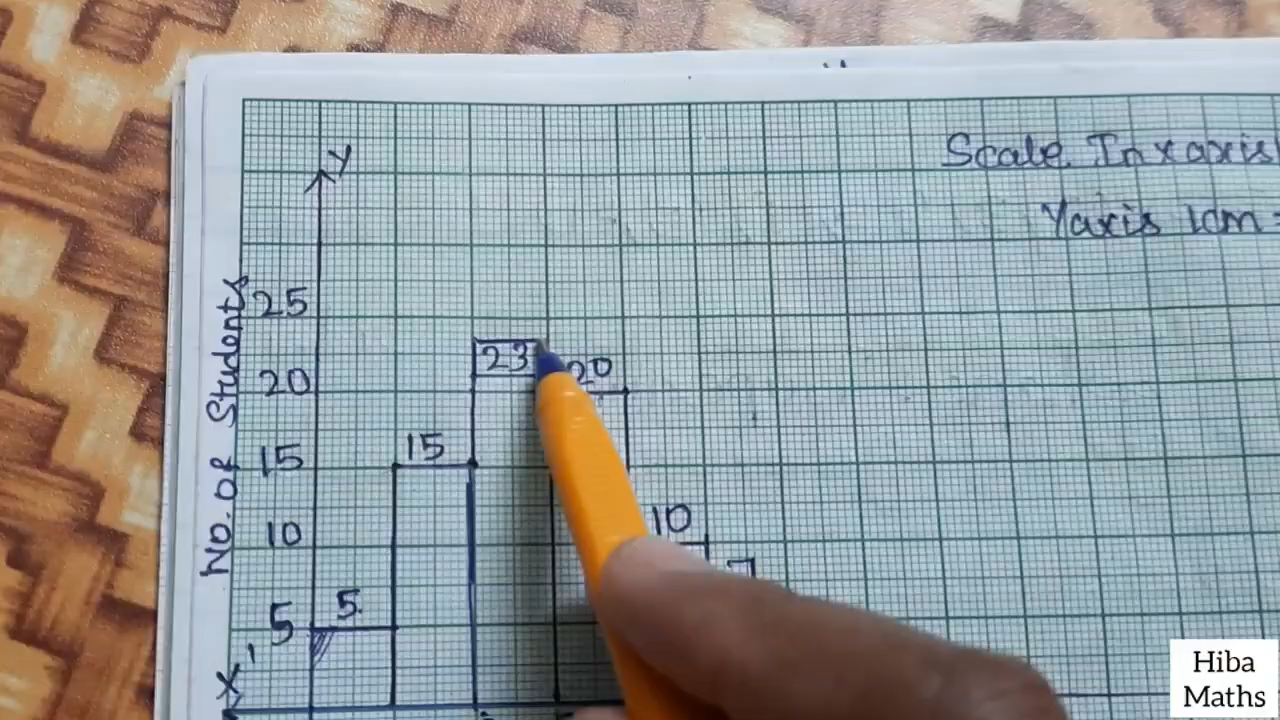 Scale In x axis
Y axis 1cm =
Y
No. of Students
25
20
15
10
5
5.
15
23
20
10
7
X'
Hiba
Maths